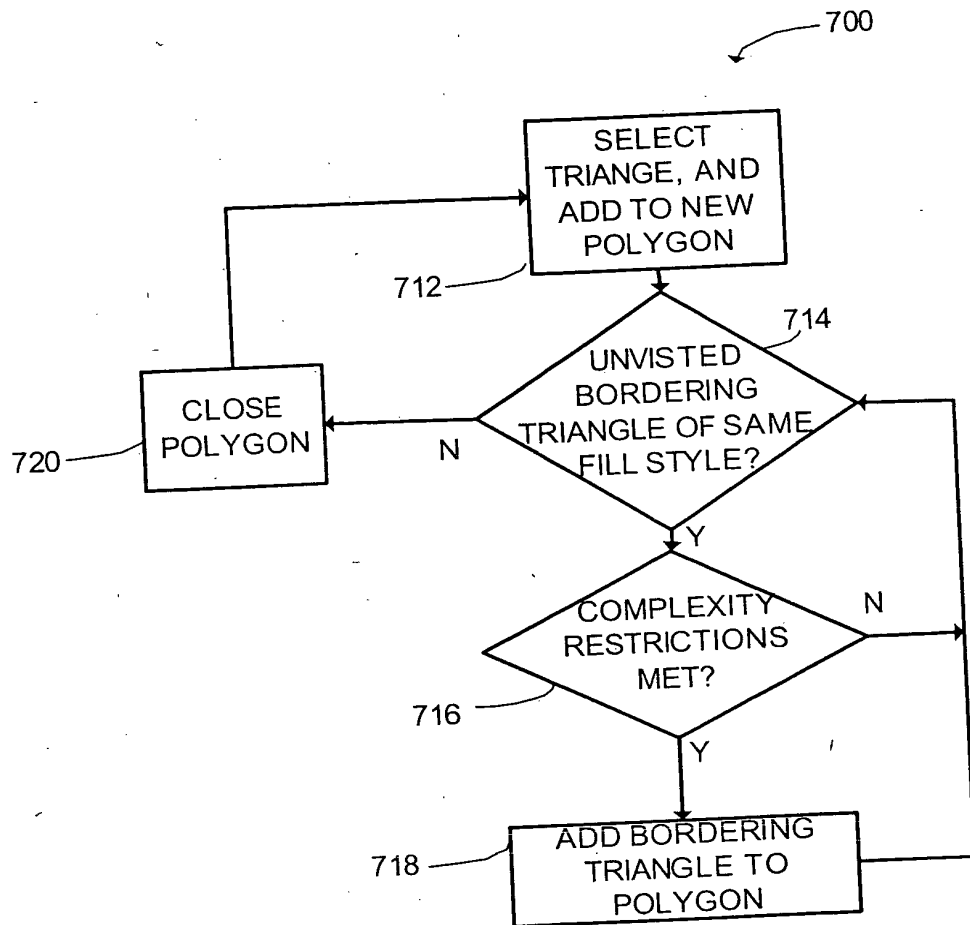 700
SELECT
TRIANGE, AND
ADD TO NEW
POLYGON
712
714
UNVISTED
BORDERING
TRIANGLE OF SAME
FILL STYLE?
N
CLOSE
POLYGON
720
Y
COMPLEXITY
RESTRICTIONS
MET?
N
716
Y
718
ADD BORDERING
TRIANGLE TO
POLYGON